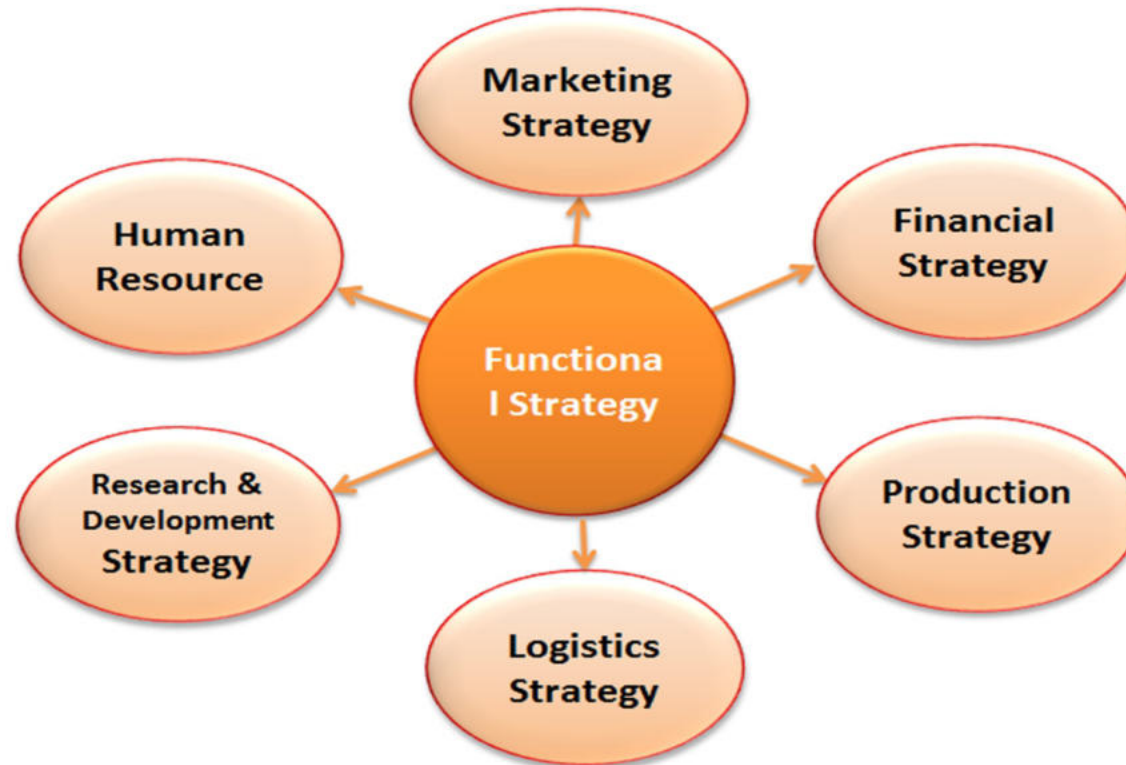 Marketing
Strategy
Human
Resource
Financial
Strategy
Functiona
l Strategy
Research &
Development
Strategy
Production
Strategy
Logistics
Strategy